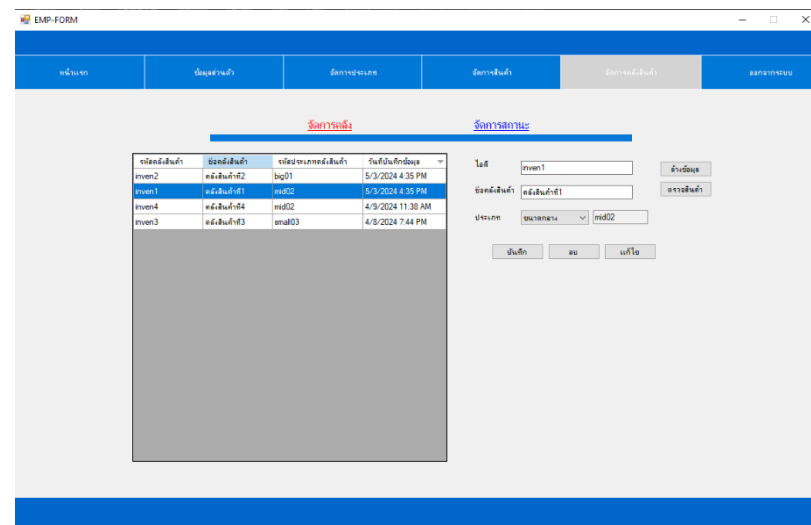 EMP-FORM
หน้าแรก ข้อมูลส่วนตัว จัดการประเภท จัดการสินค้า จัดการคลังสินค้า ออกจากระบบ
จัดการคลัง จัดการสถานะ
รหัสคลังสินค้า ชื่อคลังสินค้า รหัสประเภทคลังสินค้า วันที่บันทึกข้อมูล
inven2 คลังสินค้าที่2 big01 5/3/2024 4:35 PM
inven1 คลังสินค้าที่1 mid02 5/3/2024 4:35 PM
inven4 คลังสินค้าที่4 mid02 4/9/2024 11:38 AM
inven3 คลังสินค้าที่3 small03 4/8/2024 7:44 PM
ไอดี inven1 ล้างข้อมูล
ชื่อคลังสินค้า คลังสินค้าที่1 ตรวจสินค้า
ประเภท ขนาดกลาง mid02
บันทึก ลบ แก้ไข